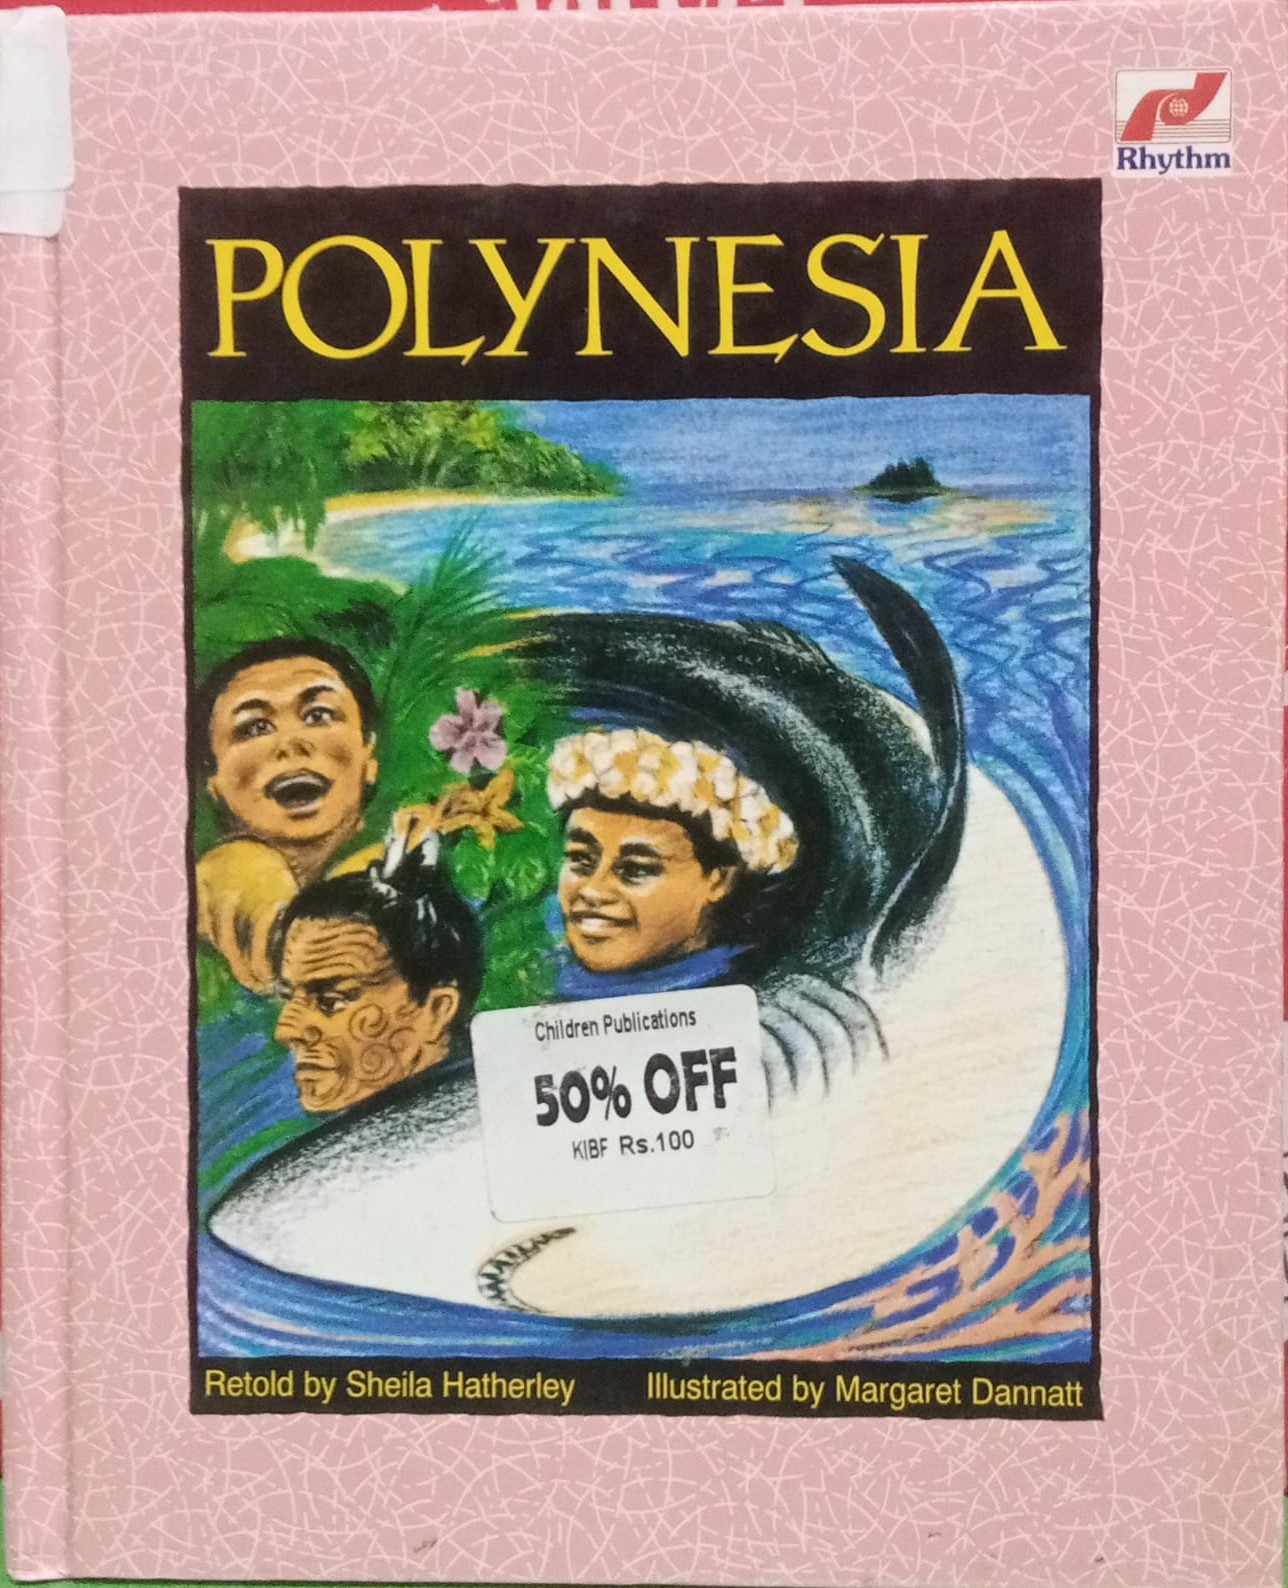 Rhythm
POLYNESIA
Children Publications
50% OFF
KIBF Rs.100
Retold by Sheila Hatherley Illustrated by Margaret Dannatt